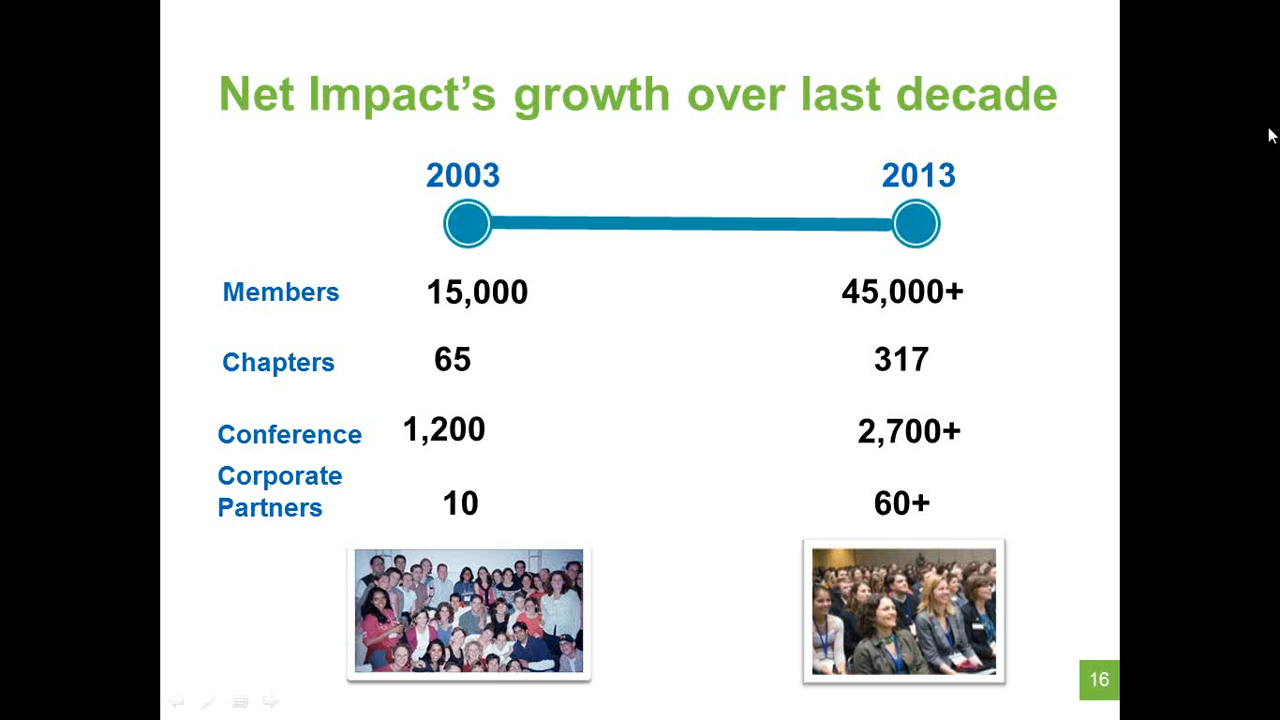 Net Impact’s growth over last decade
2003 2013
Members 15,000 45,000+
Chapters 65 317
Conference 1,200 2,700+
Corporate
Partners 10 60+
16